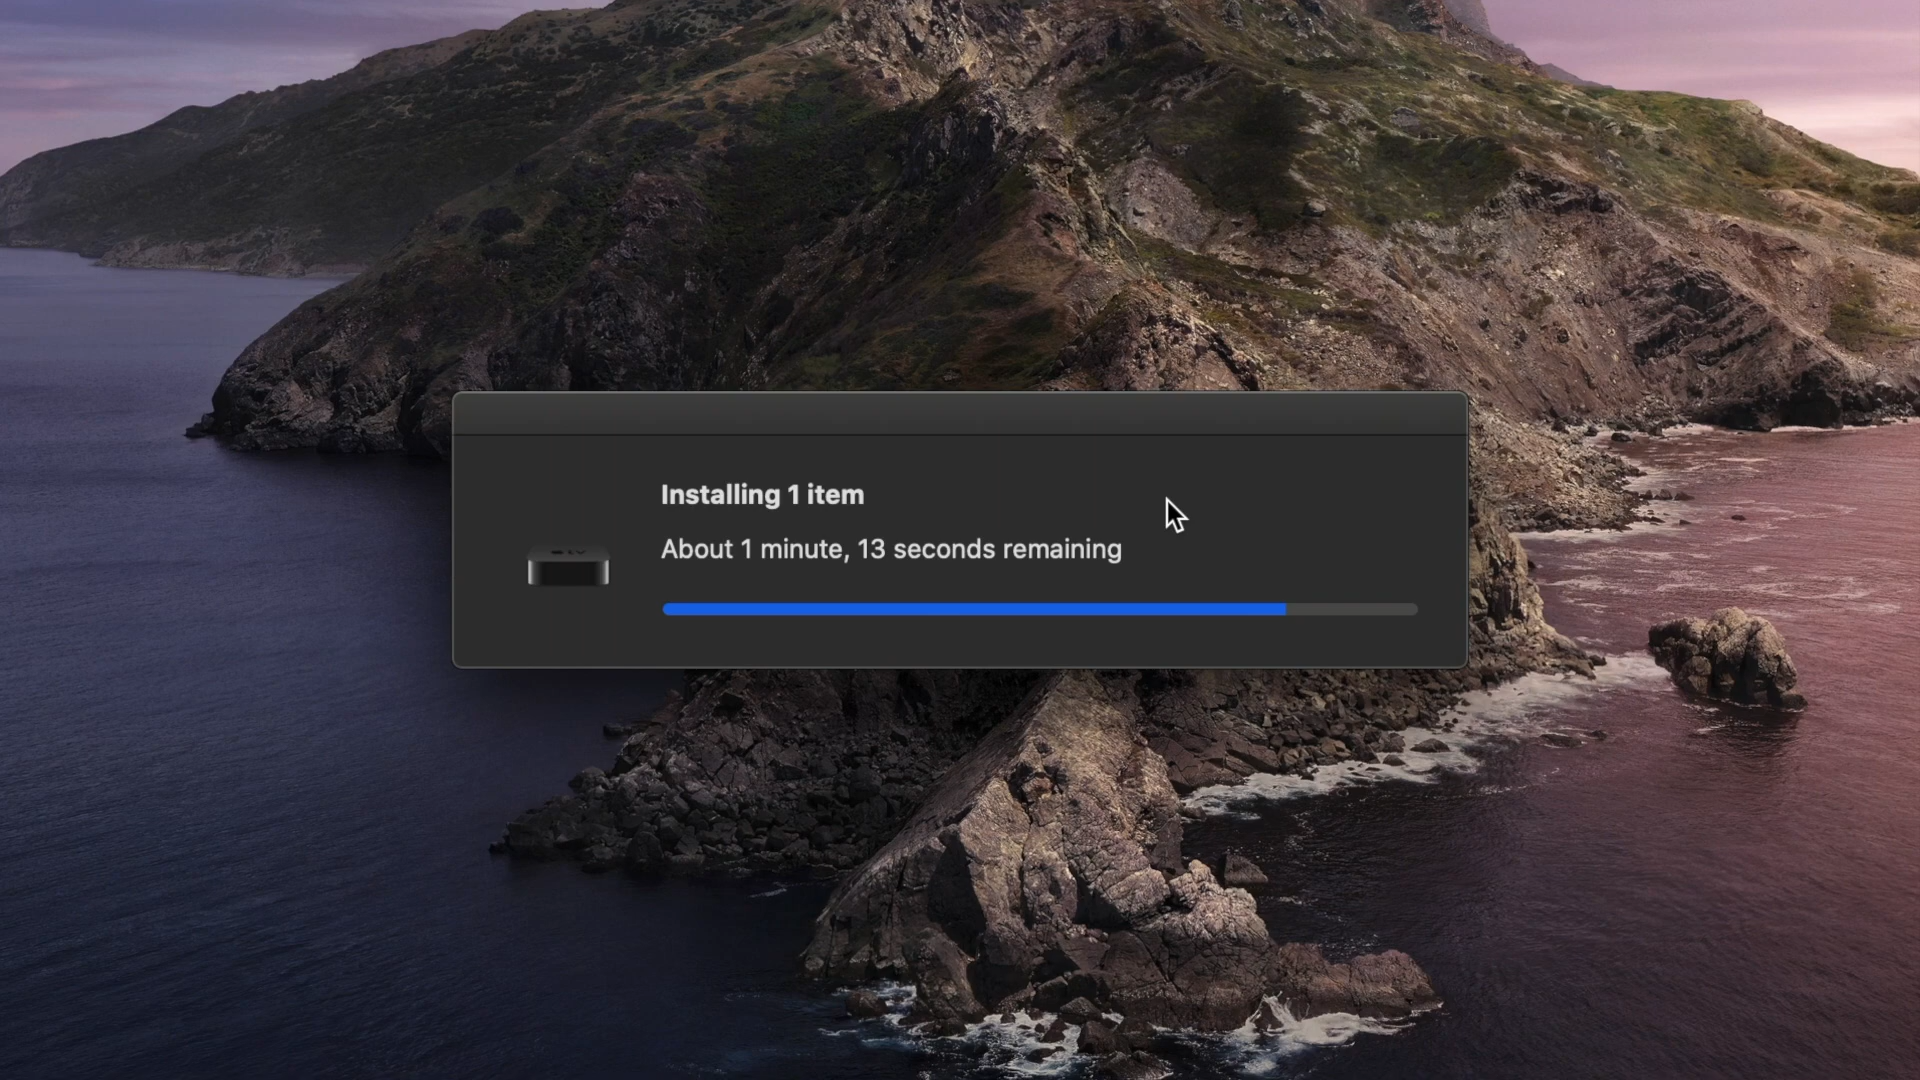 Installing 1 item
About 1 minute, 13 seconds remaining